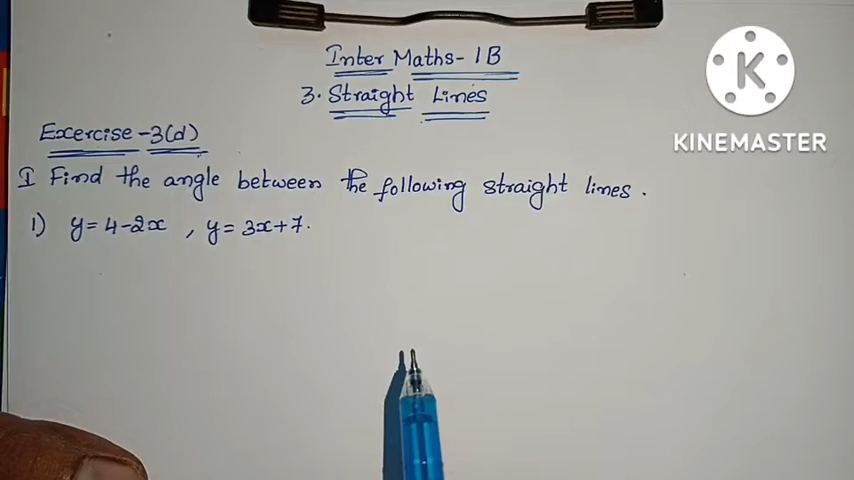 Inter Maths-1B
3. Straight Lines
K
KINEMASTER
Exercise-3(d)
I Find the angle between the following straight lines.
1) y=4-2x , y=3x+7.